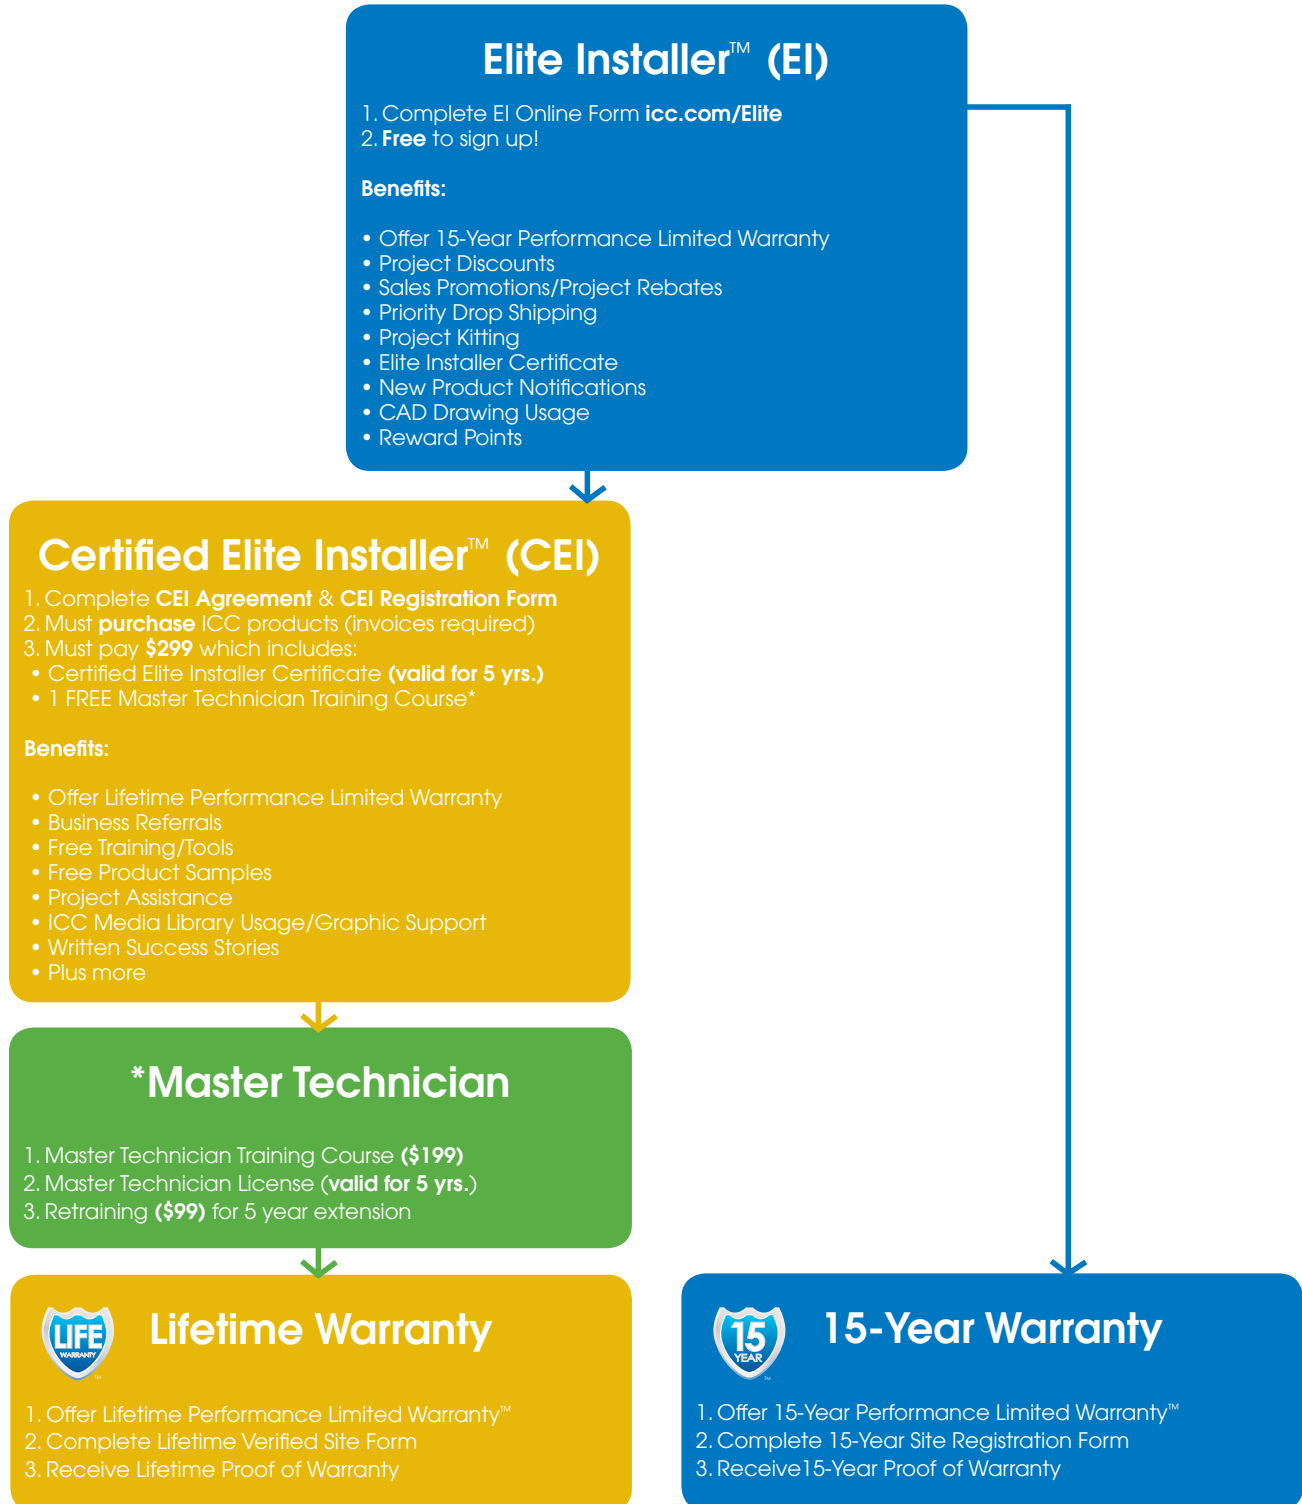 Elite Installer™ (EI)
1. Complete EI Online Form icc.com/Elite
2. Free to sign up!
Benefits:
• Offer 15-Year Performance Limited Warranty
• Project Discounts
• Sales Promotions/Project Rebates
• Priority Drop Shipping
• Project Kitting
• Elite Installer Certificate
• New Product Notifications
• CAD Drawing Usage
• Reward Points
Certified Elite Installer™ (CEI)
1. Complete CEI Agreement & CEI Registration Form
2. Must purchase ICC products (invoices required)
3. Must pay $299 which includes:
• Certified Elite Installer Certificate (valid for 5 yrs.)
• 1 FREE Master Technician Training Course*
Benefits:
• Offer Lifetime Performance Limited Warranty
• Business Referrals
• Free Training/Tools
• Free Product Samples
• Project Assistance
• ICC Media Library Usage/Graphic Support
• Written Success Stories
• Plus more
*Master Technician
1. Master Technician Training Course ($199)
2. Master Technician License (valid for 5 yrs.)
3. Retraining ($99) for 5 year extension
LIFE
WARRANTY
™
Lifetime Warranty
1. Offer Lifetime Performance Limited Warranty™
2. Complete Lifetime Verified Site Form
3. Receive Lifetime Proof of Warranty
15
YEAR
™
15-Year Warranty
1. Offer 15-Year Performance Limited Warranty™
2. Complete 15-Year Site Registration Form
3. Receive15-Year Proof of Warranty